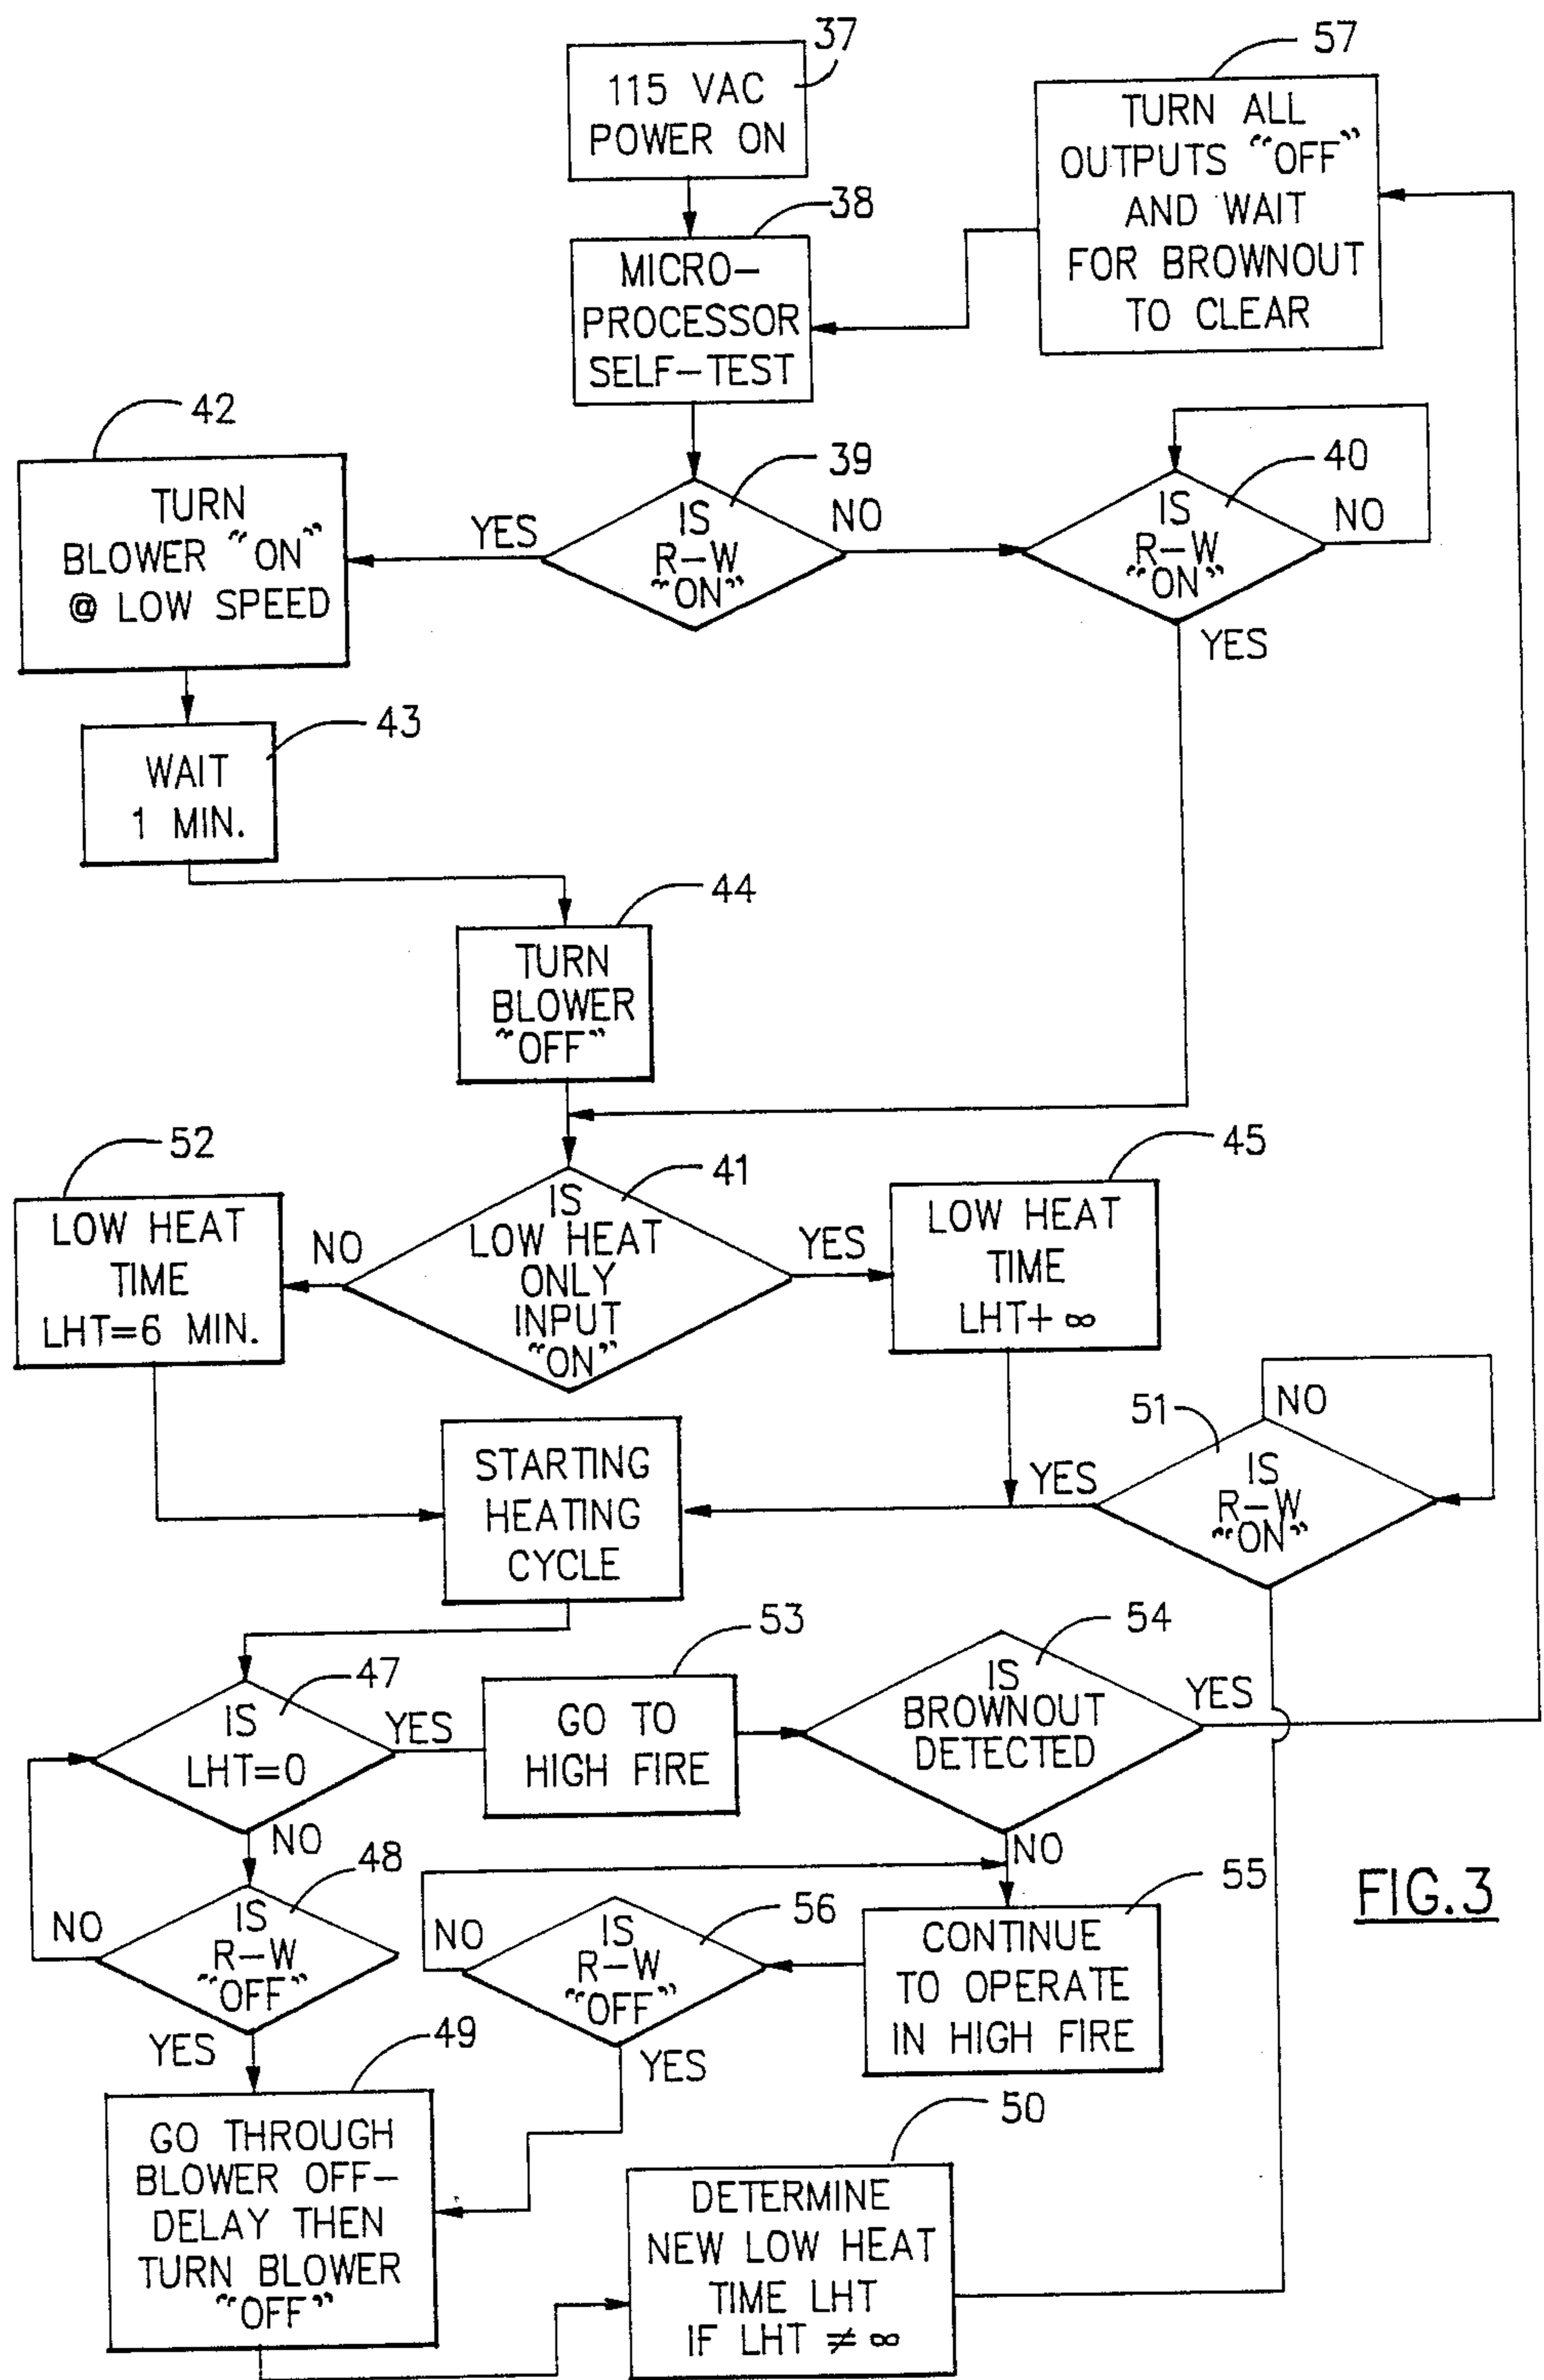 37
115 VAC
POWER ON
57
TURN ALL
OUTPUTS "OFF"
AND WAIT
FOR BROWNOUT
TO CLEAR
38
MICRO-
PROCESSOR
SELF-TEST
42
TURN
BLOWER "ON"
@ LOW SPEED
YES
39
IS
R-W
"ON"
NO
40
IS
R-W
"ON"
NO
YES
43
WAIT
1 MIN.
44
TURN
BLOWER
"OFF"
52
LOW HEAT
TIME
LHT=6 MIN.
NO
41
IS
LOW HEAT
ONLY
INPUT
"ON"
YES
45
LOW HEAT
TIME
LHT+ ∞
STARTING
HEATING
CYCLE
YES
51
NO
IS
R-W
"ON"
47
IS
LHT=0
YES
NO
53
GO TO
HIGH FIRE
54
IS
BROWNOUT
DETECTED
YES
NO
48
NO
IS
R-W
"OFF"
YES
56
NO
IS
R-W
"OFF"
YES
55
CONTINUE
TO OPERATE
IN HIGH FIRE
FIG.3
49
GO THROUGH
BLOWER OFF-
DELAY THEN
TURN BLOWER
"OFF"
50
DETERMINE
NEW LOW HEAT
TIME LHT
IF LHT ≠ ∞